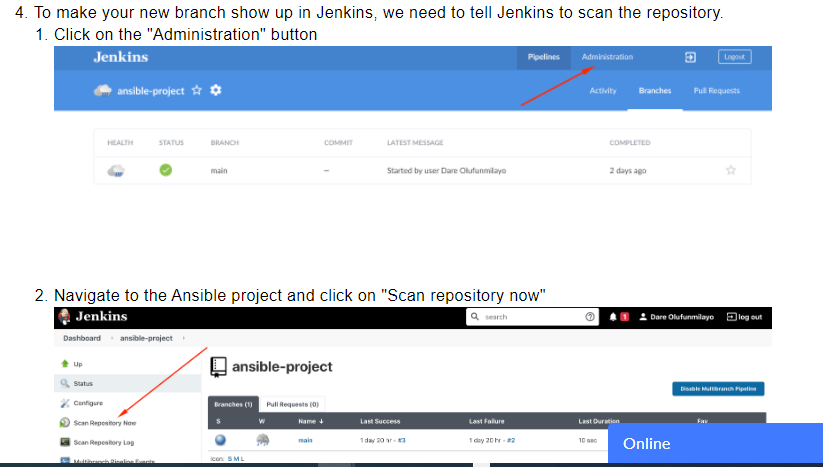 4. To make your new branch show up in Jenkins, we need to tell Jenkins to scan the repository.
1. Click on the "Administration" button
Jenkins Pipelines Administration Logout
ansible-project Activity Branches Pull Requests
HEALTH STATUS BRANCH COMMIT LATEST MESSAGE COMPLETED
main – Started by user Dare Olufunmilayo 2 days ago
2. Navigate to the Ansible project and click on "Scan repository now"
Jenkins search 1 Dare Olufunmilayo log out
Dashboard ansible-project
Up
ansible-project
Status
Disable Multibranch Pipeline
Configure
Branches (1) Pull Requests (0)
Scan Repository Now
S W Name ↓ Last Success Last Failure Last Duration Fav
Scan Repository Log
main 1 day 20 hr - #3 1 day 20 hr - #2 10 sec
Multibranch Pipeline Events
Icon: S M L
Online